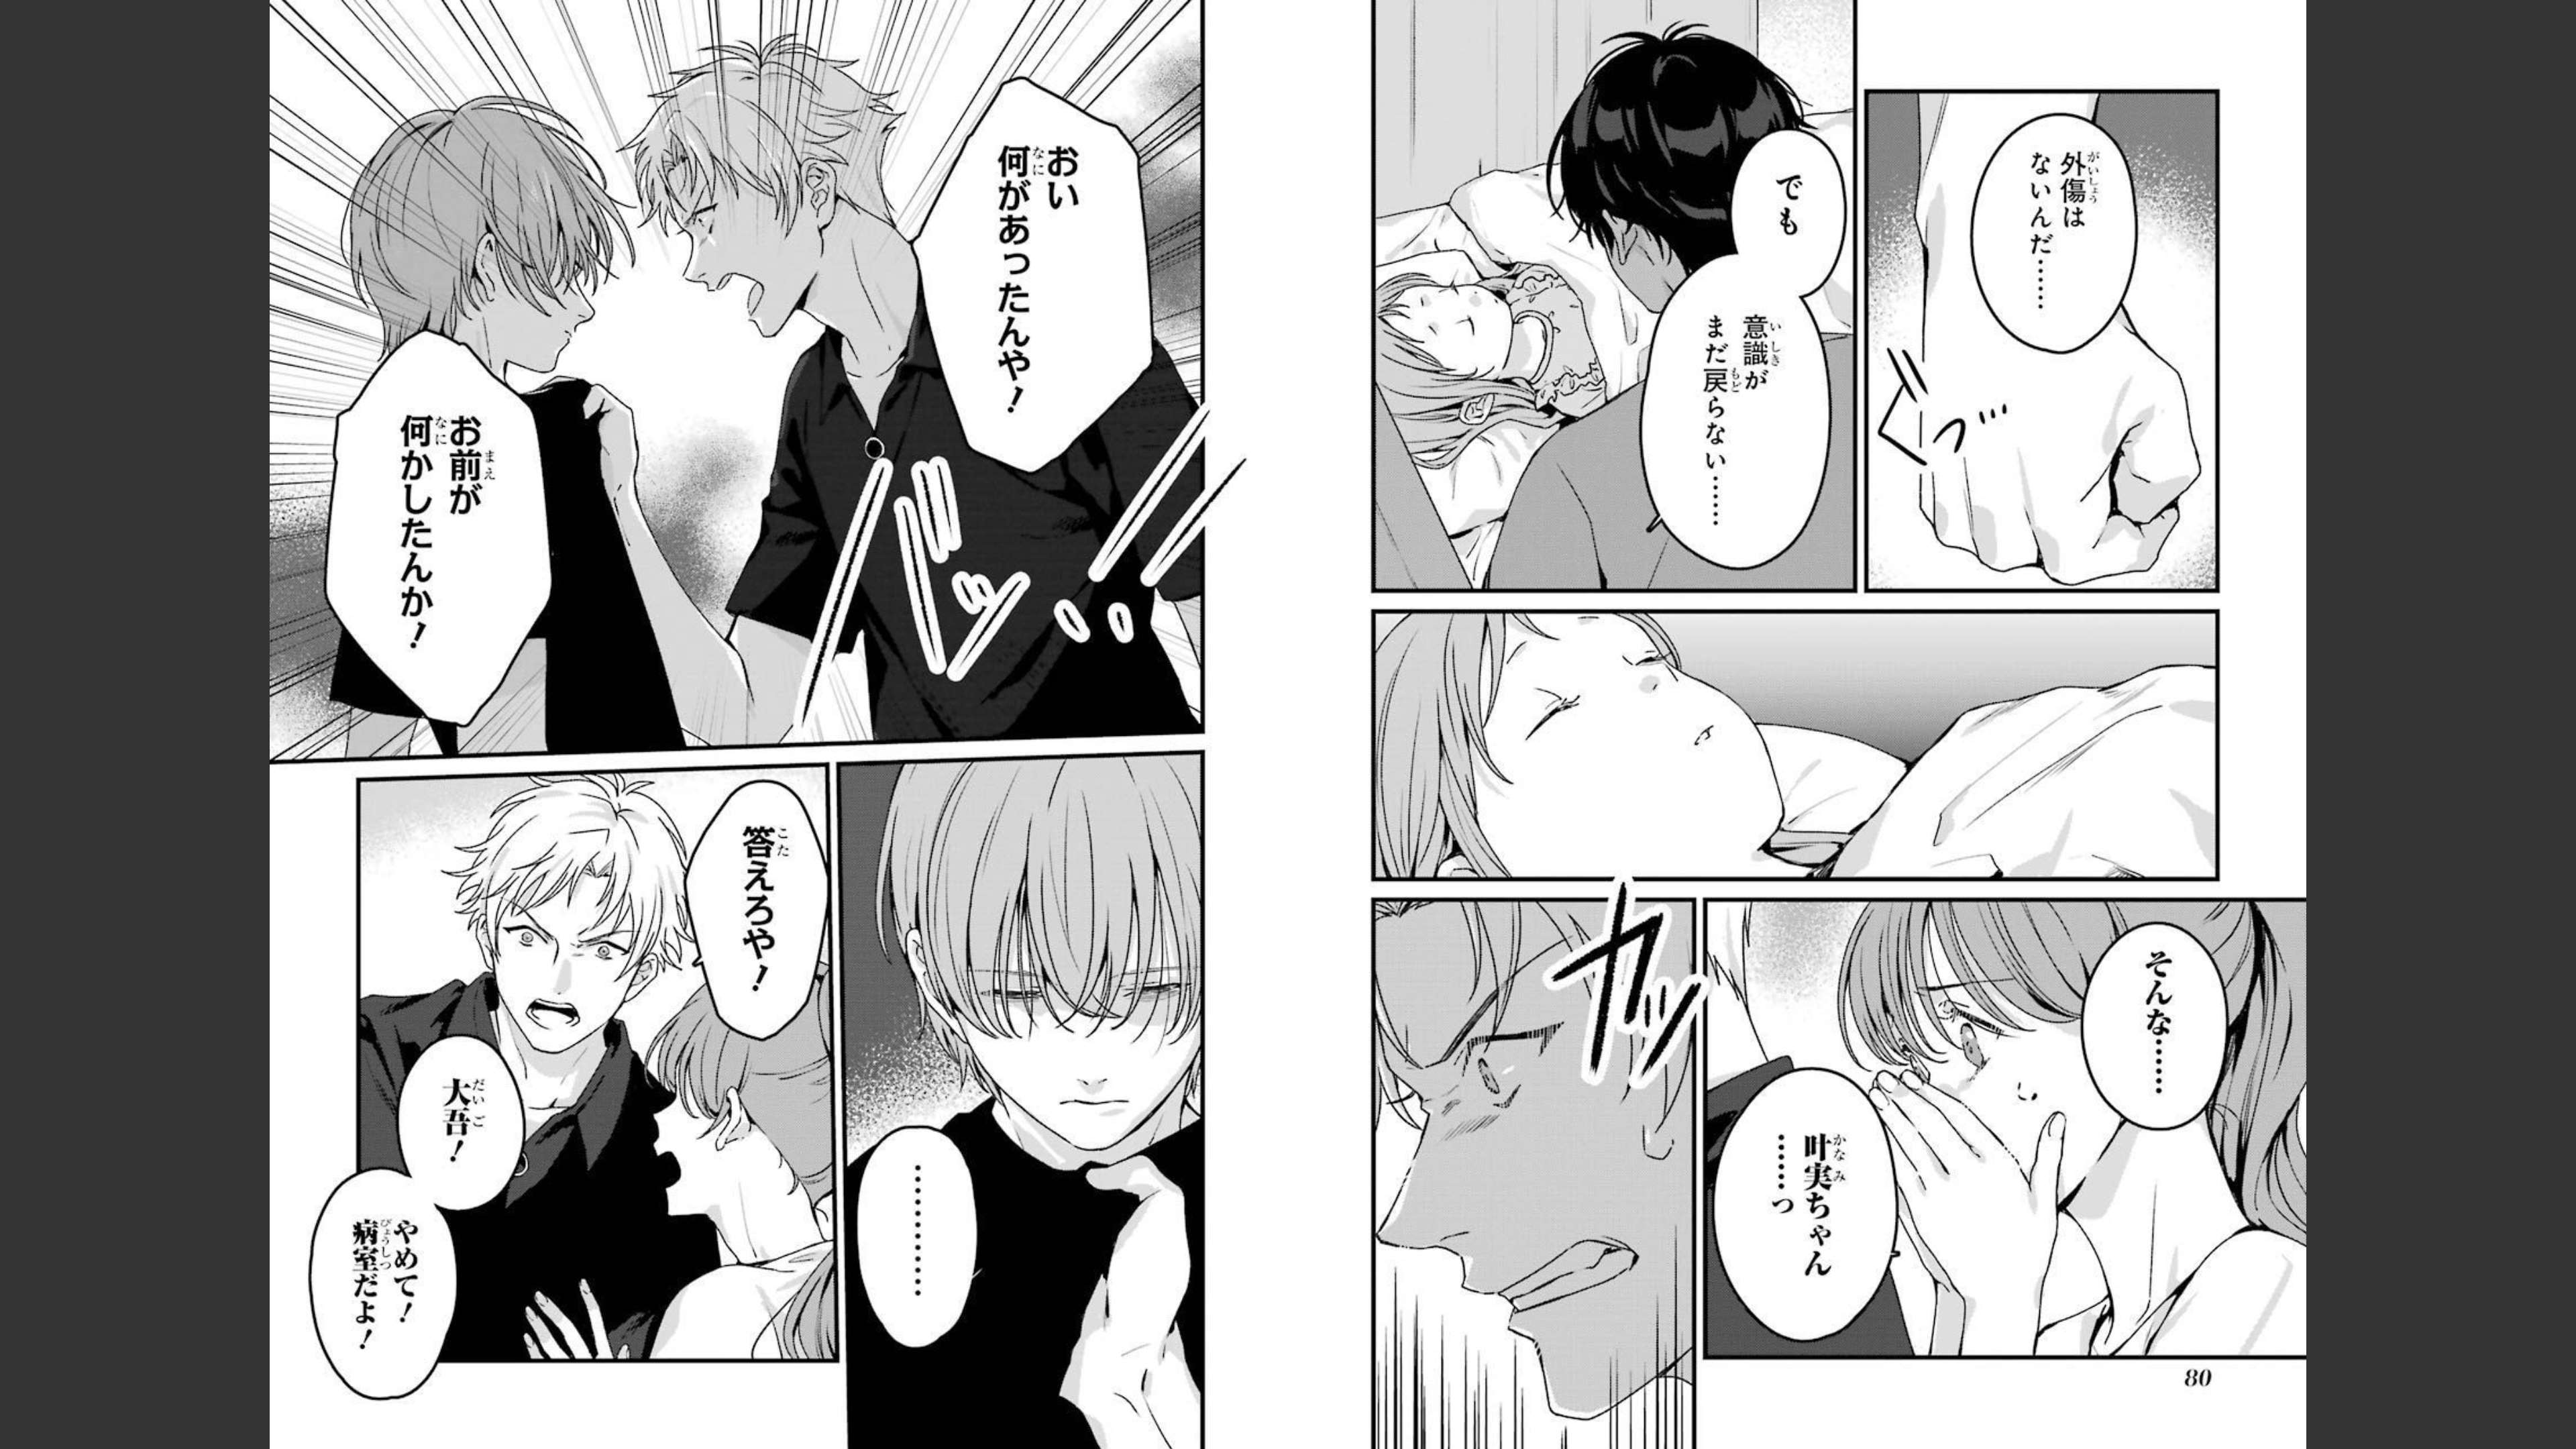 外傷は
ないんだ……
ぐっ…
でも
意識が
まだ戻らない……
そんな……
叶実ちゃん
……っ
カッ
80
おい
何があったんや！
お前が
何かしたんか！
ガッ
…………
答えろや！
大吾！
やめて！
病室だよ！